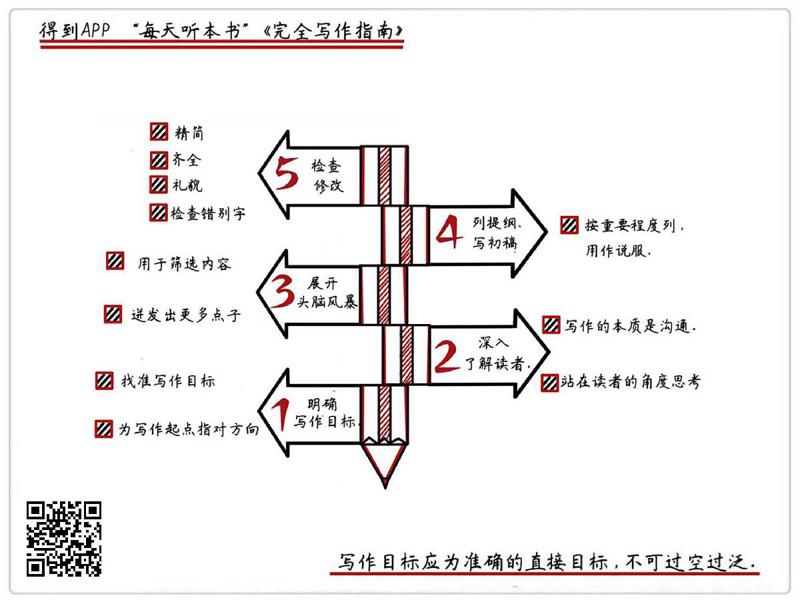 得到APP “每天听本书”《完全写作指南》
精简
齐全
礼貌
检查错别字
5 检查
修改
4 列提纲、
写初稿
按重要程度列,
用作说服.
用于筛选内容
迸发出更多点子
3 展开
头脑风暴
2 深入
了解读者.
写作的本质是沟通.
站在读者的角度思考
找准写作目标
为写作起点指对方向
1 明确
写作目标.
写作目标应为准确的直接目标,不可过空过泛.